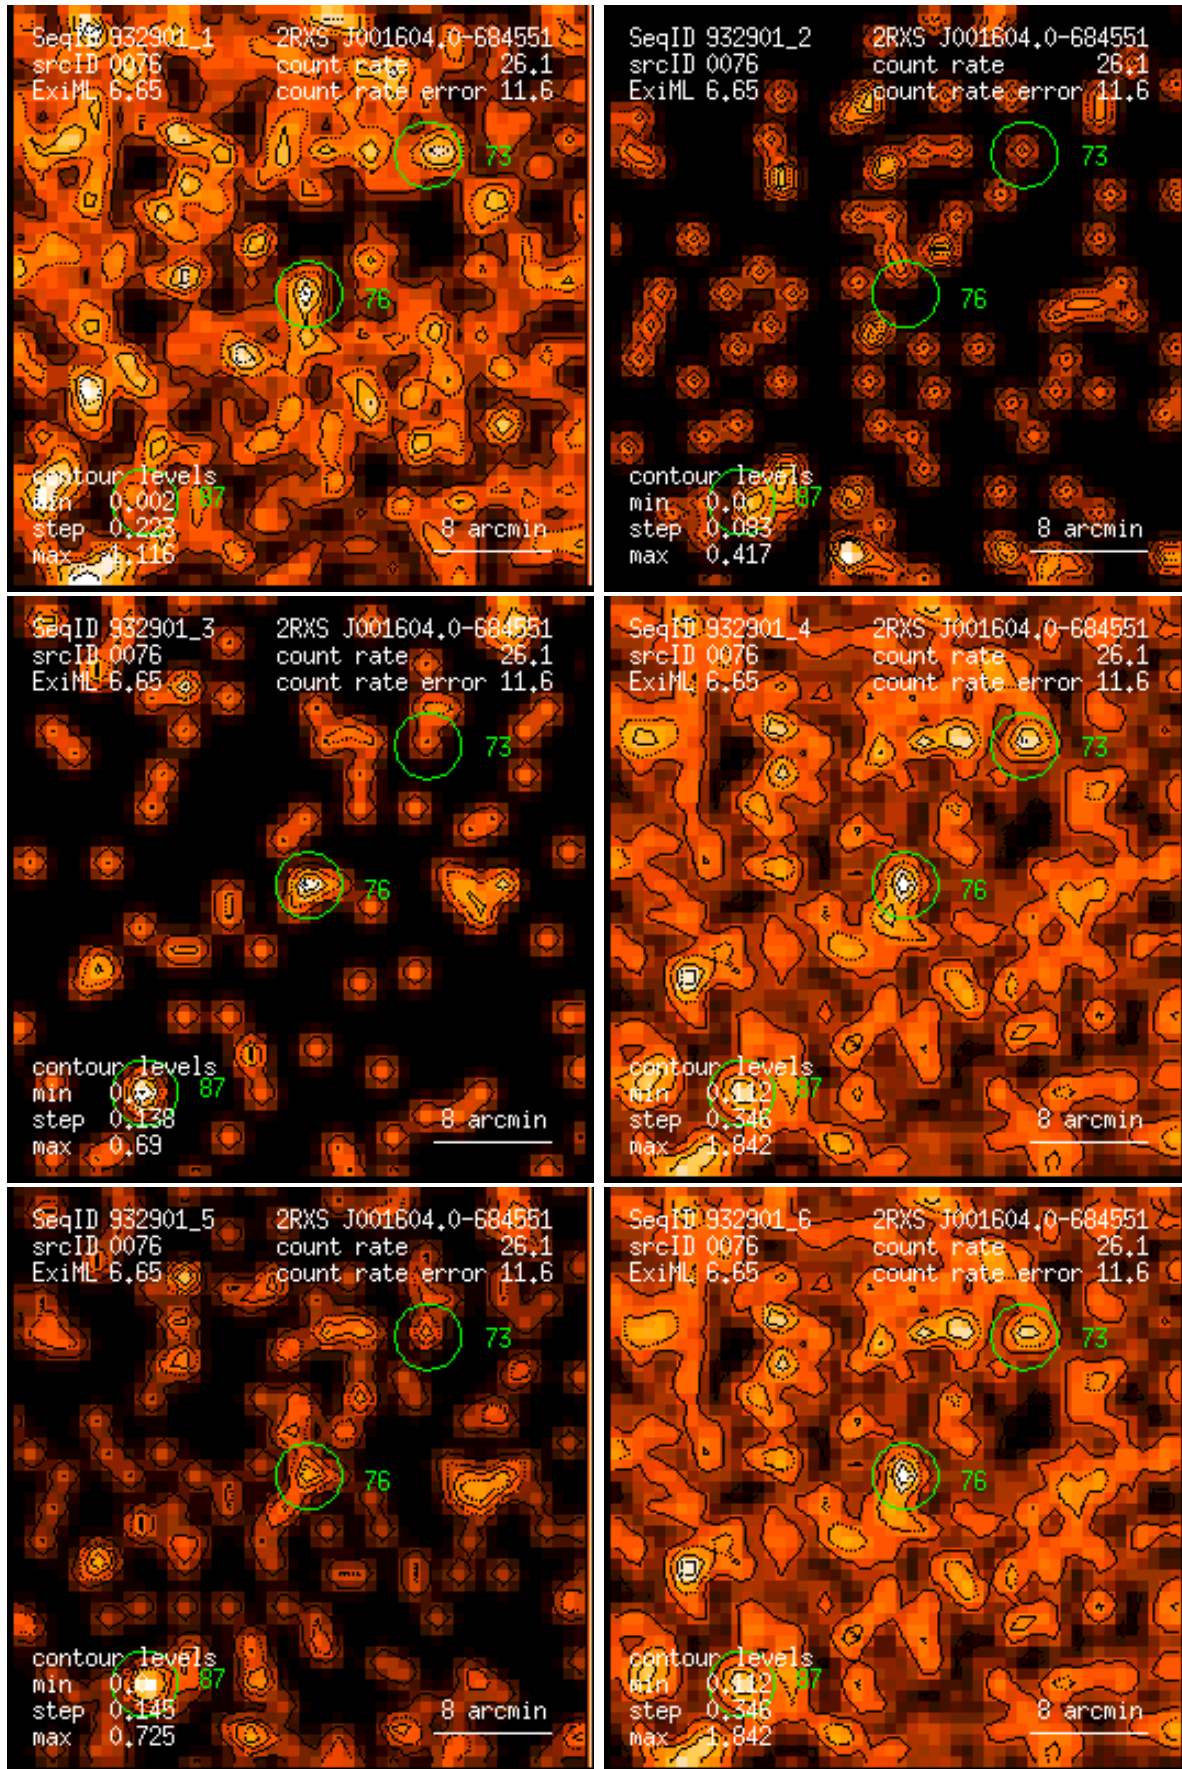 SeqID 932901_1 2RXS J001604.0-684551
srcID 0076 count rate 26.1
ExiML 6.65 count rate error 11.6
73
76
contour levels
87
min 0.002
step 0.223 8 arcmin
max 1.116
SeqID 932901_2 2RXS J001604.0-684551
srcID 0076 count rate 26.1
ExiML 6.65 count rate error 11.6
73
76
contour levels
87
min 0.0
step 0.083 8 arcmin
max 0.417
SeqID 932901_3 2RXS J001604.0-684551
srcID 0076 count rate 26.1
ExiML 6.65 count rate error 11.6
73
76
contour levels
87
min
step 0.138 8 arcmin
max 0.69
SeqID 932901_4 2RXS J001604.0-684551
srcID 0076 count rate 26.1
ExiML 6.65 count rate error 11.6
73
76
contour levels
87
min 0.112
step 0.346 8 arcmin
max 1.842
SeqID 932901_5 2RXS J001604.0-684551
srcID 0076 count rate 26.1
ExiML 6.65 count rate error 11.6
73
76
contour levels
87
min
step 0.145 8 arcmin
max 0.725
SeqID 932901_6 2RXS J001604.0-684551
srcID 0076 count rate 26.1
ExiML 6.65 count rate error 11.6
73
76
contour levels
87
min 0.112
step 0.346 8 arcmin
max 1.842